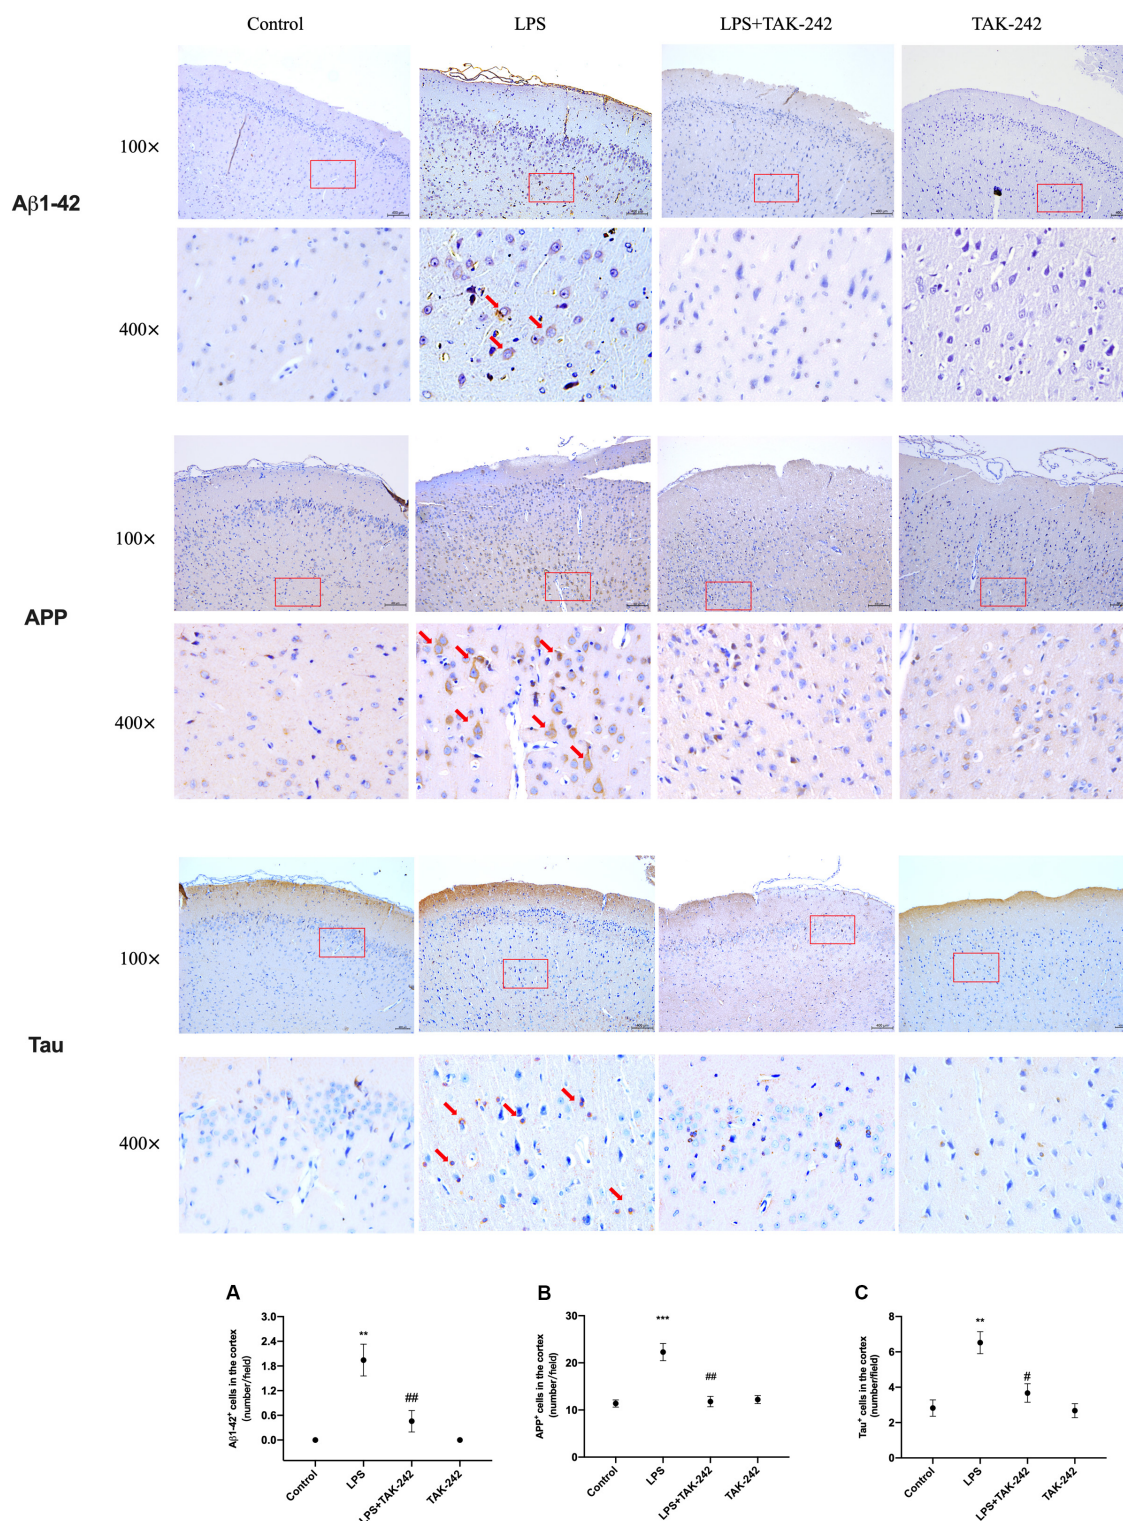 Control LPS LPS+TAK-242 TAK-242
100×
Aβ1-42
400×
100×
APP
400×
100×
Tau
400×
A
Aβ1-42⁺ cells in the cortex
(number/field)
3.0
2.4
1.8
1.2
0.6
0.0
**
##
Control
LPS
LPS+TAK-242
TAK-242
B
APP⁺ cells in the cortex
(number/field)
30
20
10
0
***
##
Control
LPS
LPS+TAK-242
TAK-242
C
Tau⁺ cells in the cortex
(number/field)
8
6
4
2
0
**
#
Control
LPS
LPS+TAK-242
TAK-242